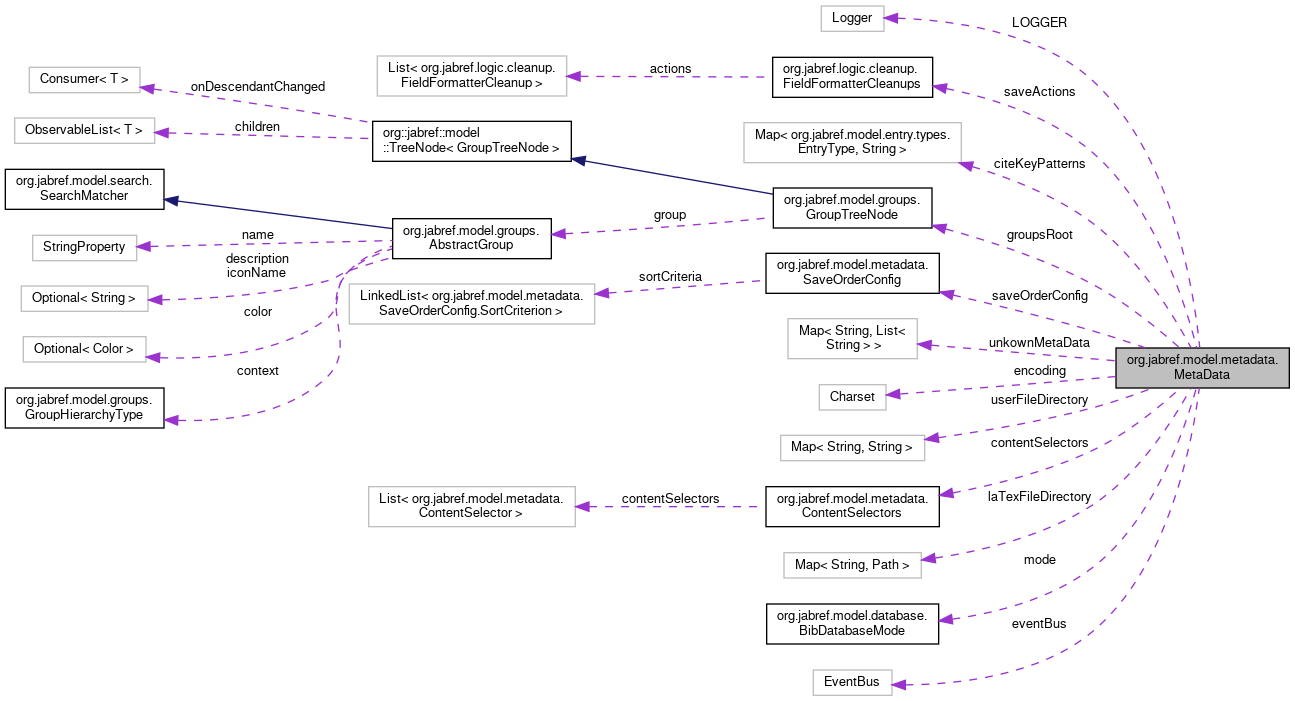 Logger
LOGGER
Consumer< T >
onDescendantChanged
List< org.jabref.logic.cleanup.
FieldFormatterCleanup >
actions
org.jabref.logic.cleanup.
FieldFormatterCleanups
saveActions
ObservableList< T >
children
org::jabref::model
::TreeNode< GroupTreeNode >
Map< org.jabref.model.entry.types.
EntryType, String >
citeKeyPatterns
org.jabref.model.search.
SearchMatcher
org.jabref.model.groups.
GroupTreeNode
group
groupsRoot
StringProperty
name
org.jabref.model.groups.
AbstractGroup
description
iconName
Optional< String >
org.jabref.model.metadata.
SaveOrderConfig
sortCriteria
saveOrderConfig
LinkedList< org.jabref.model.metadata.
SaveOrderConfig.SortCriterion >
color
Optional< Color >
Map< String, List<
String > >
unkownMetaData
org.jabref.model.metadata.
MetaData
context
org.jabref.model.groups.
GroupHierarchyType
encoding
Charset
userFileDirectory
Map< String, String >
contentSelectors
List< org.jabref.model.metadata.
ContentSelector >
contentSelectors
org.jabref.model.metadata.
ContentSelectors
laTexFileDirectory
Map< String, Path >
mode
org.jabref.model.database.
BibDatabaseMode
eventBus
EventBus